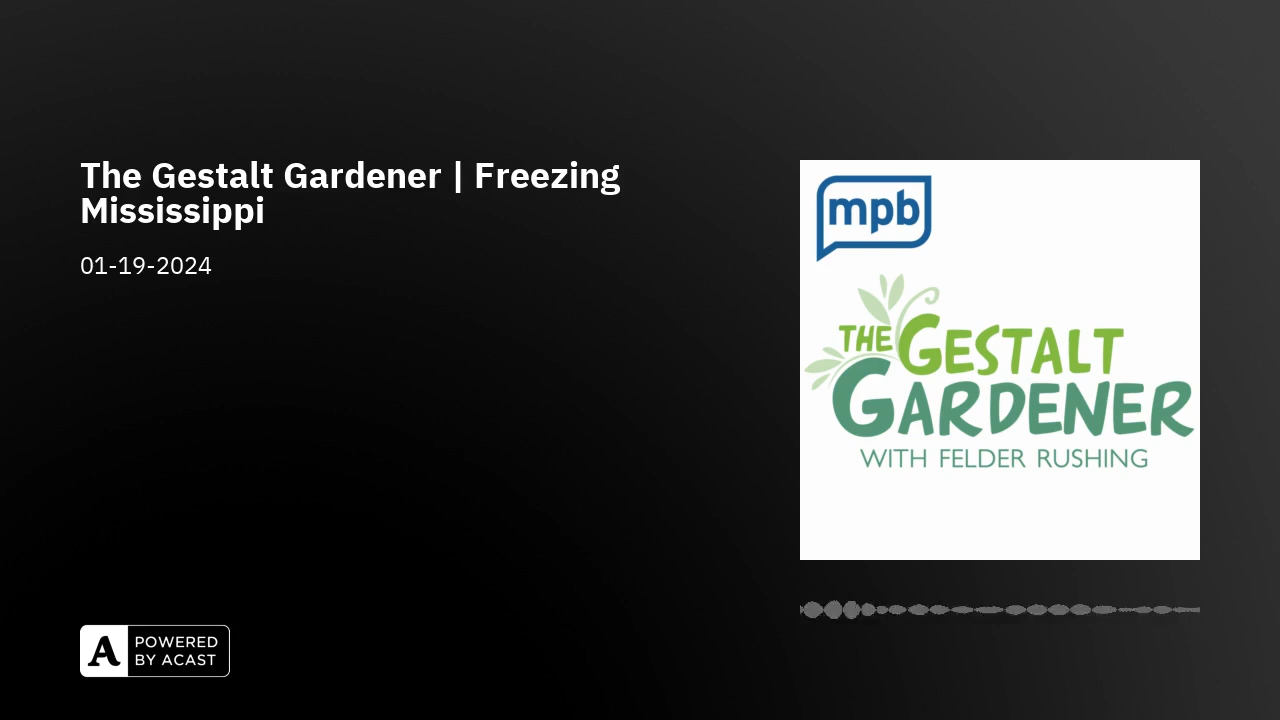 The Gestalt Gardener | Freezing
Mississippi
01-19-2024
mpb
THE GESTALT
GARDENER
WITH FELDER RUSHING
A POWERED
BY ACAST